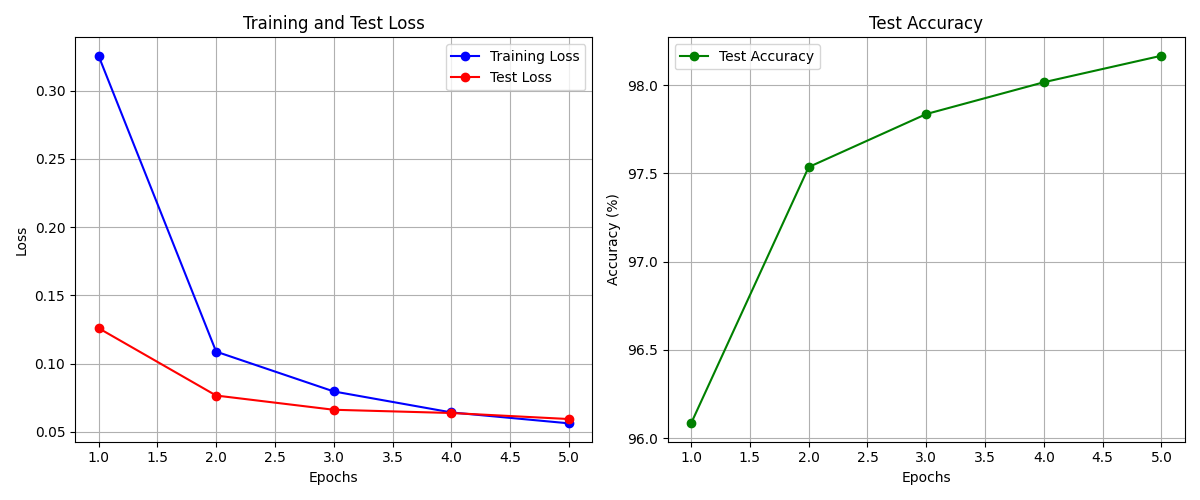 Training and Test Loss
Training Loss
Test Loss
0.30
0.25
0.20
0.15
0.10
0.05
Loss
1.0 1.5 2.0 2.5 3.0 3.5 4.0 4.5 5.0
Epochs
Test Accuracy
Test Accuracy
98.0
97.5
97.0
96.5
96.0
Accuracy (%)
1.0 1.5 2.0 2.5 3.0 3.5 4.0 4.5 5.0
Epochs